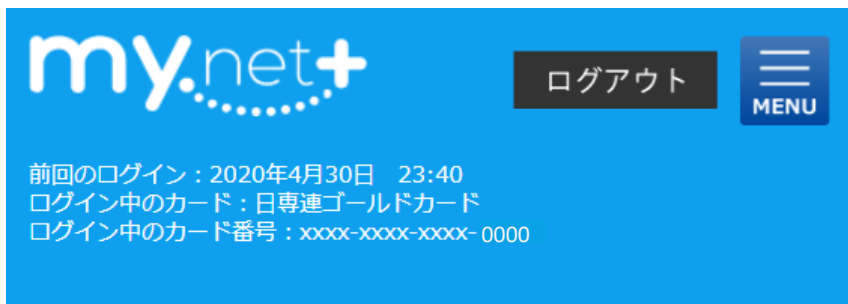 my.net+
ログアウト
MENU
前回のログイン：2020年4月30日　23:40
ログイン中のカード：日専連ゴールドカード
ログイン中のカード番号：xxxx-xxxx-xxxx-0000